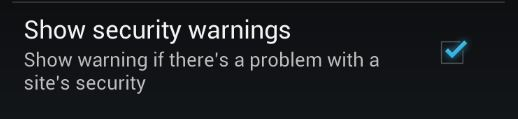 Show security warnings
Show warning if there's a problem with a
site's security